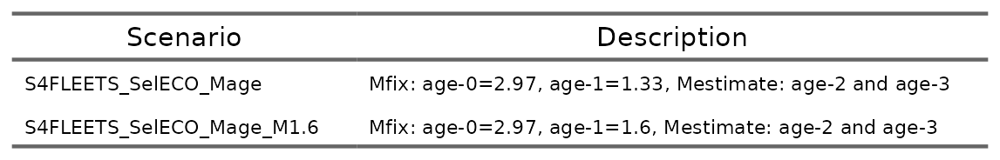 Scenario Description
S4FLEETS_SelECO_Mage Mfix: age-0=2.97, age-1=1.33, Mestimate: age-2 and age-3
S4FLEETS_SelECO_Mage_M1.6 Mfix: age-0=2.97, age-1=1.6, Mestimate: age-2 and age-3